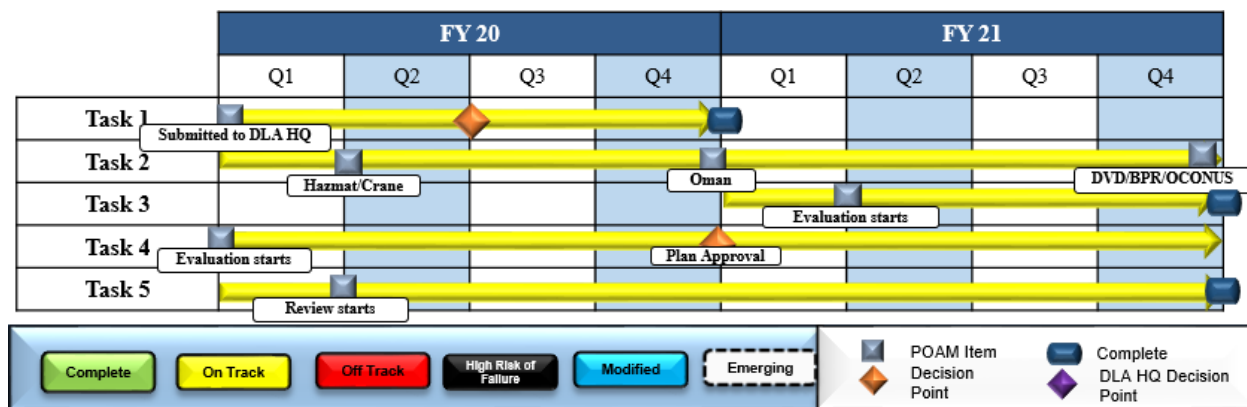 FY 20 FY 21
Q1 Q2 Q3 Q4 Q1 Q2 Q3 Q4
Task 1
Submitted to DLA HQ
Task 2
Hazmat/Crane Oman DVD/BPR/OCONUS
Task 3
Evaluation starts
Task 4
Evaluation starts Plan Approval
Task 5
Review starts
Complete On Track Off Track High Risk of Failure Modified Emerging
POAM Item Complete
Decision Point DLA HQ Decision Point